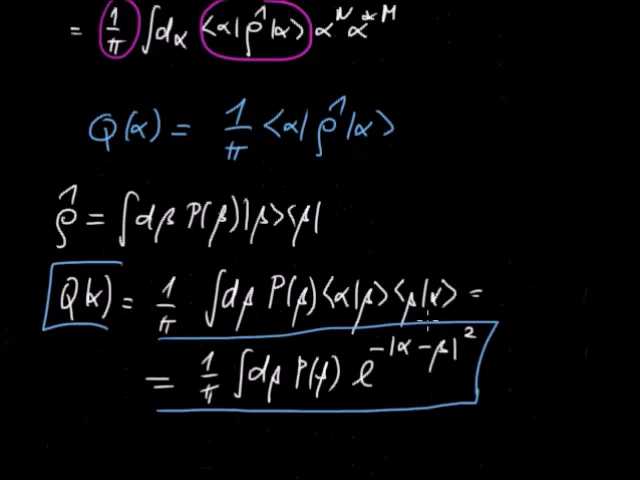 = 1/π ∫dα <α|ρ̂|α> α^N α*^M
Q(α) = 1/π <α|ρ̂|α>
ρ̂ = ∫dβ P(β)|β><β|
Q(α) = 1/π ∫dβ P(β)<α|β><β|α> =
= 1/π ∫dβ P(β) e^{-|α-β|^2}